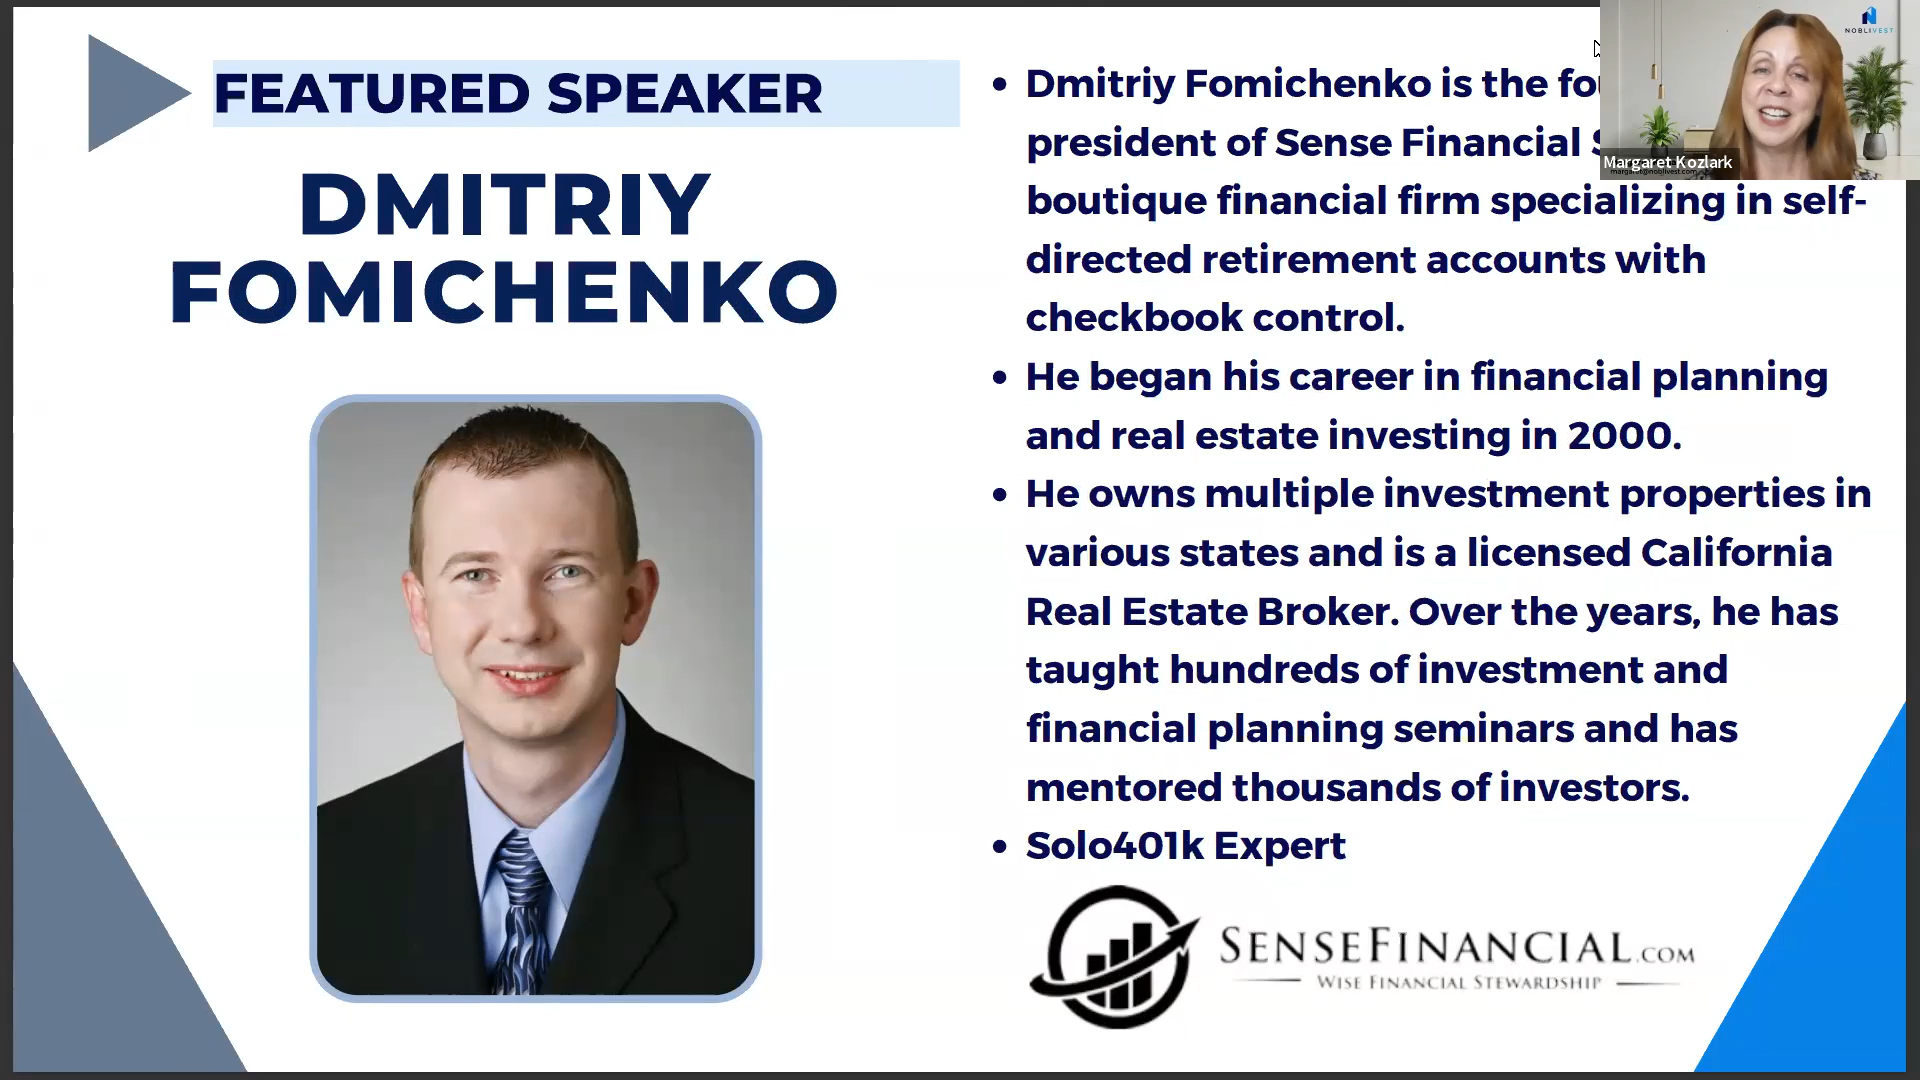 FEATURED SPEAKER
DMITRIY
FOMICHENKO
Dmitriy Fomichenko is the
president of Sense Financial
boutique financial firm specializing in self-
directed retirement accounts with
checkbook control.
He began his career in financial planning
and real estate investing in 2000.
He owns multiple investment properties in
various states and is a licensed California
Real Estate Broker. Over the years, he has
taught hundreds of investment and
financial planning seminars and has
mentored thousands of investors.
Solo401k Expert
SENSEFINANCIAL.COM
WISE FINANCIAL STEWARDSHIP
NOBLIVEST
Margaret Kozlark
margaret@noblivest.com